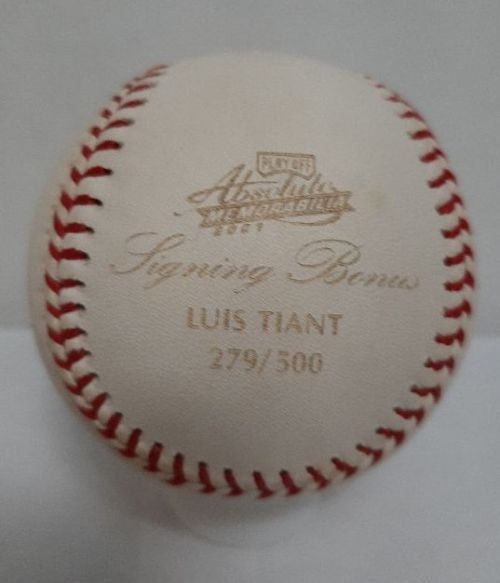 PLAYOFF
Absolute
MEMORABILIA
2001
Signing Bonus
LUIS TIANT
279/500